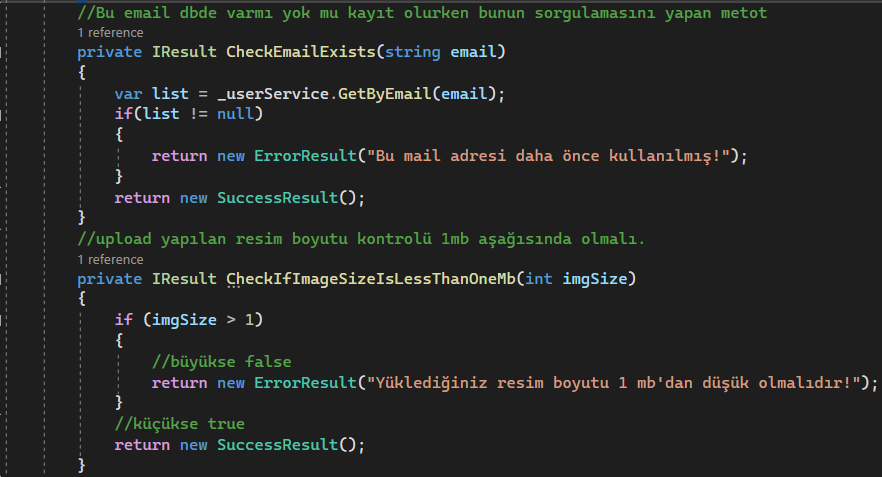 //Bu email dbde varmı yok mu kayıt olurken bunun sorgulamasını yapan metot
1 reference
private IResult CheckEmailExists(string email)
{
var list = _userService.GetByEmail(email);
if(list != null)
{
return new ErrorResult("Bu mail adresi daha önce kullanılmış!");
}
return new SuccessResult();
}
//upload yapılan resim boyutu kontrolü 1mb aşağısında olmalı.
1 reference
private IResult CheckIfImageSizeIsLessThanOneMb(int imgSize)
{
if (imgSize > 1)
{
//büyükse false
return new ErrorResult("Yüklediğiniz resim boyutu 1 mb'dan düşük olmalıdır!");
}
//küçükse true
return new SuccessResult();
}